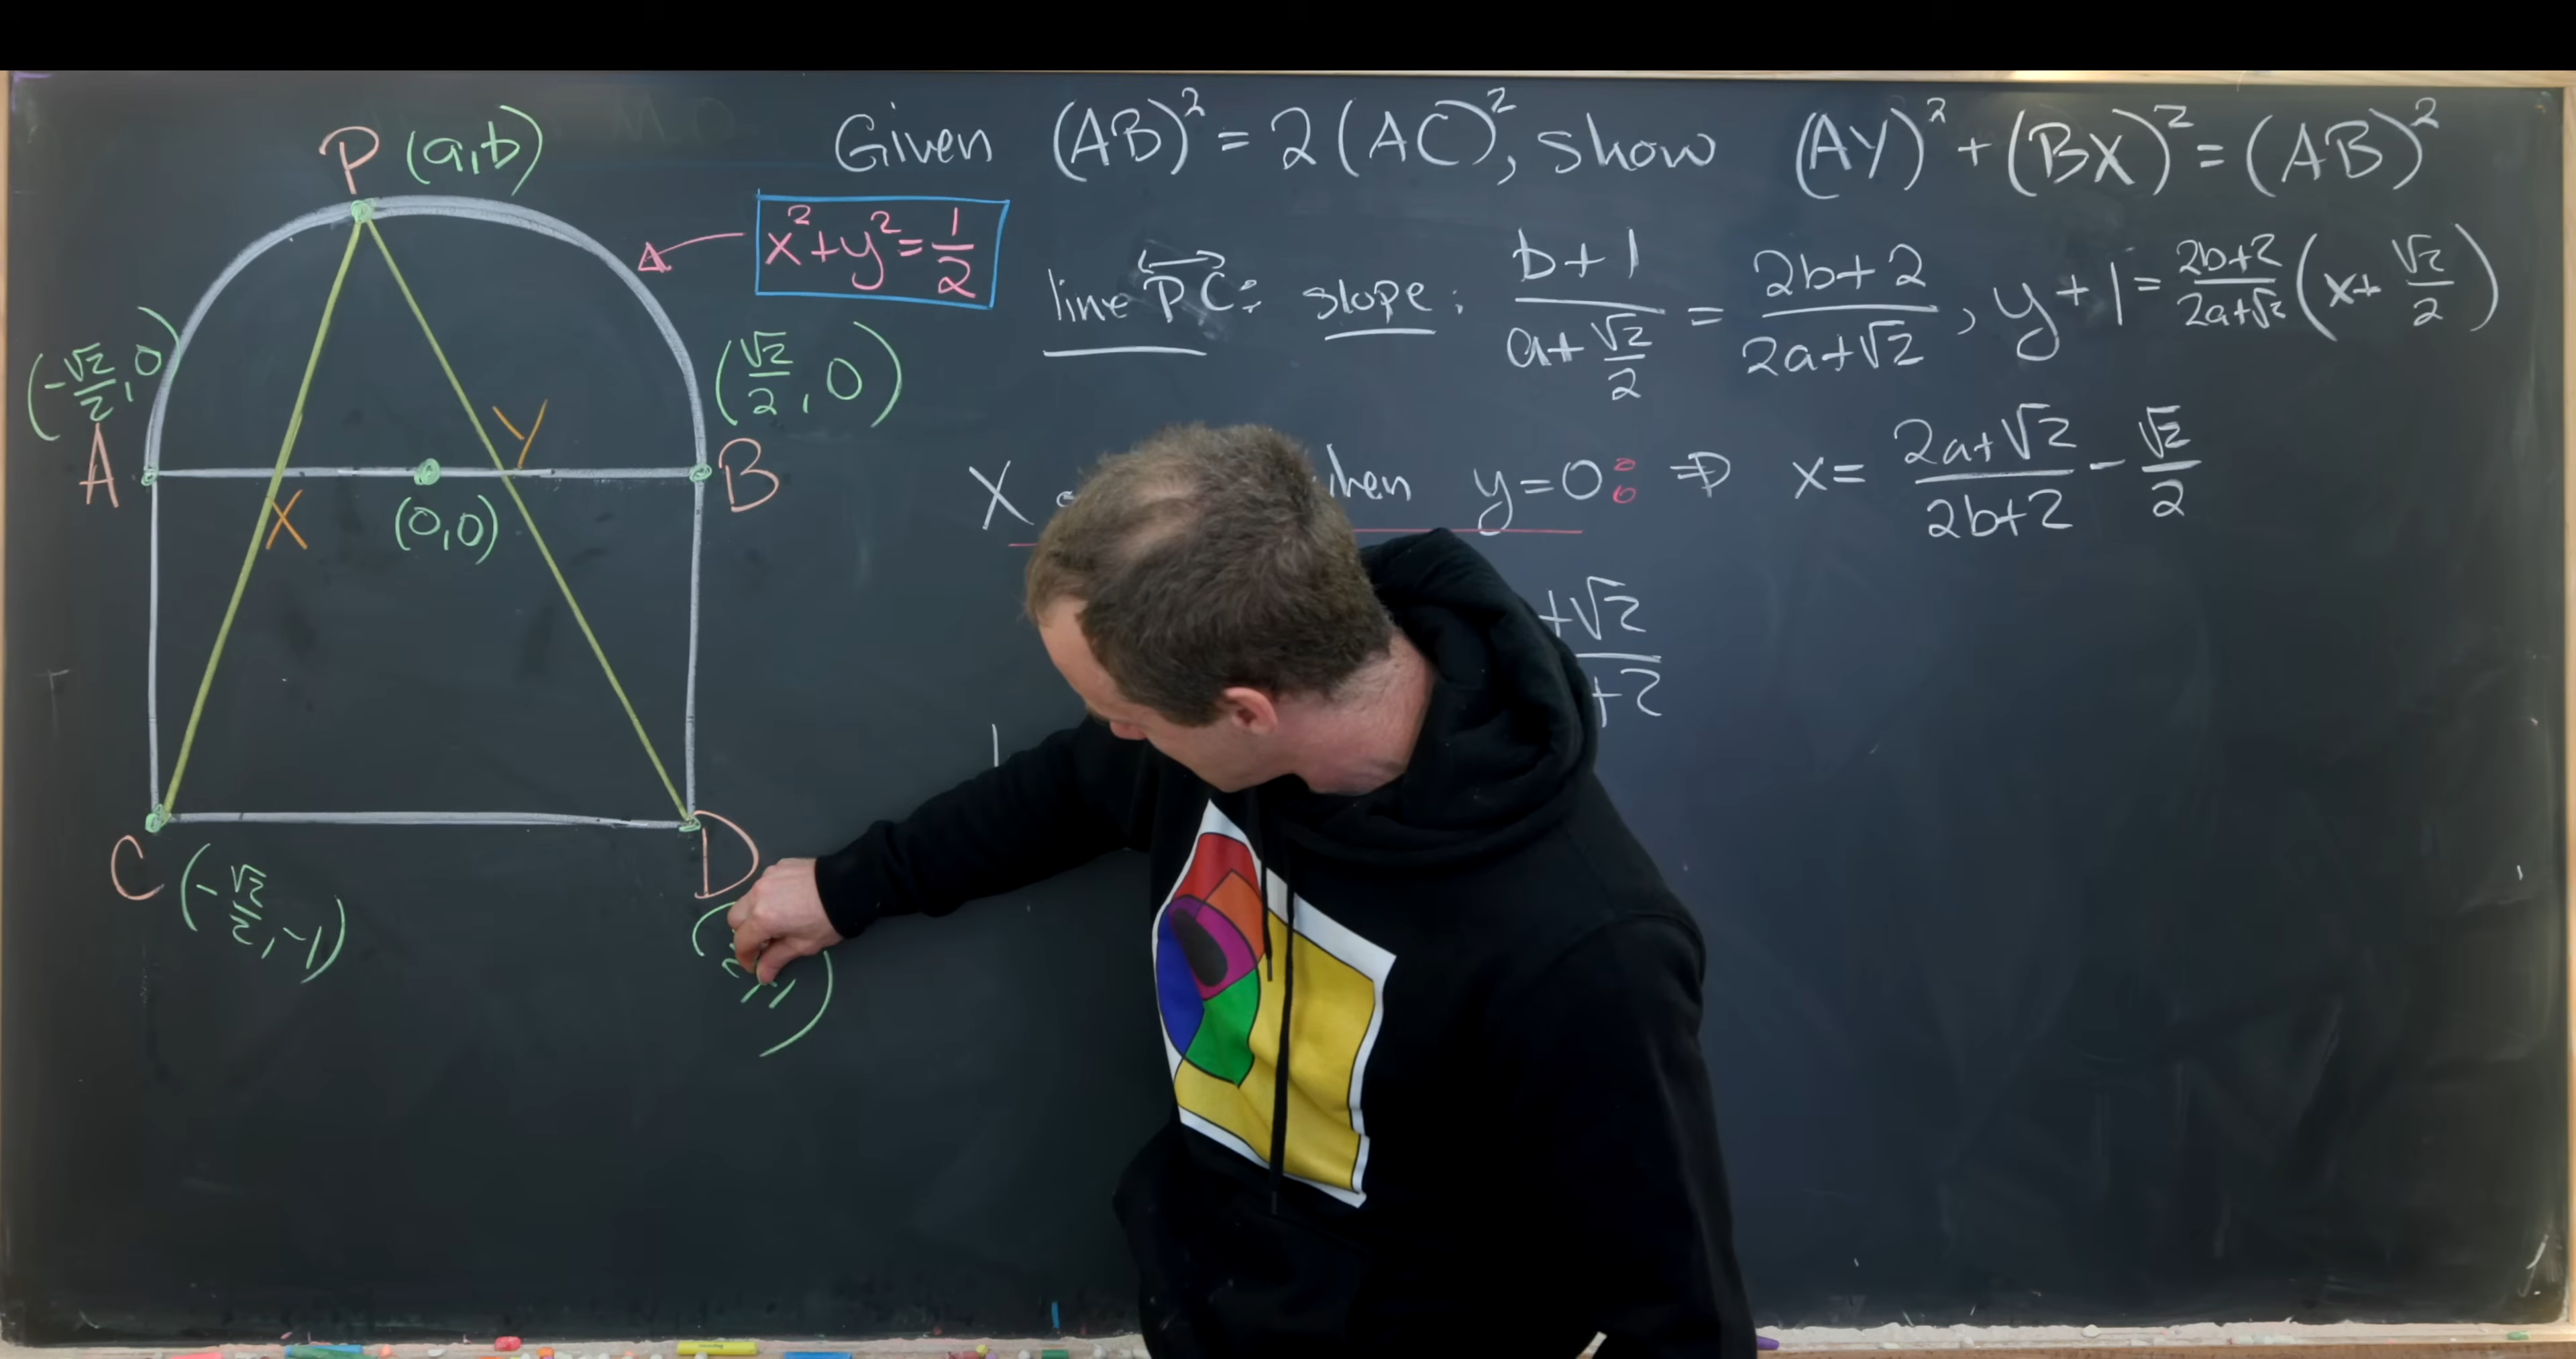 Given (AB)² = 2(AC)², show (AY)² + (BX)² = (AB)²
P (a,b)
x² + y² = 1/2
line PC: slope: (b+1)/(a+√2/2) = (2b+2)/(2a+√2), y+1 = (2b+2)/(2a+√2) (x+√2/2)
(-√2/2, 0)
(√2/2, 0)
A
X
Y
B
(0,0)
X when y=0: ⇒ x = (2a+√2)/(2b+2) - √2/2
+√2
+2
C (-√2/2, -1)
D